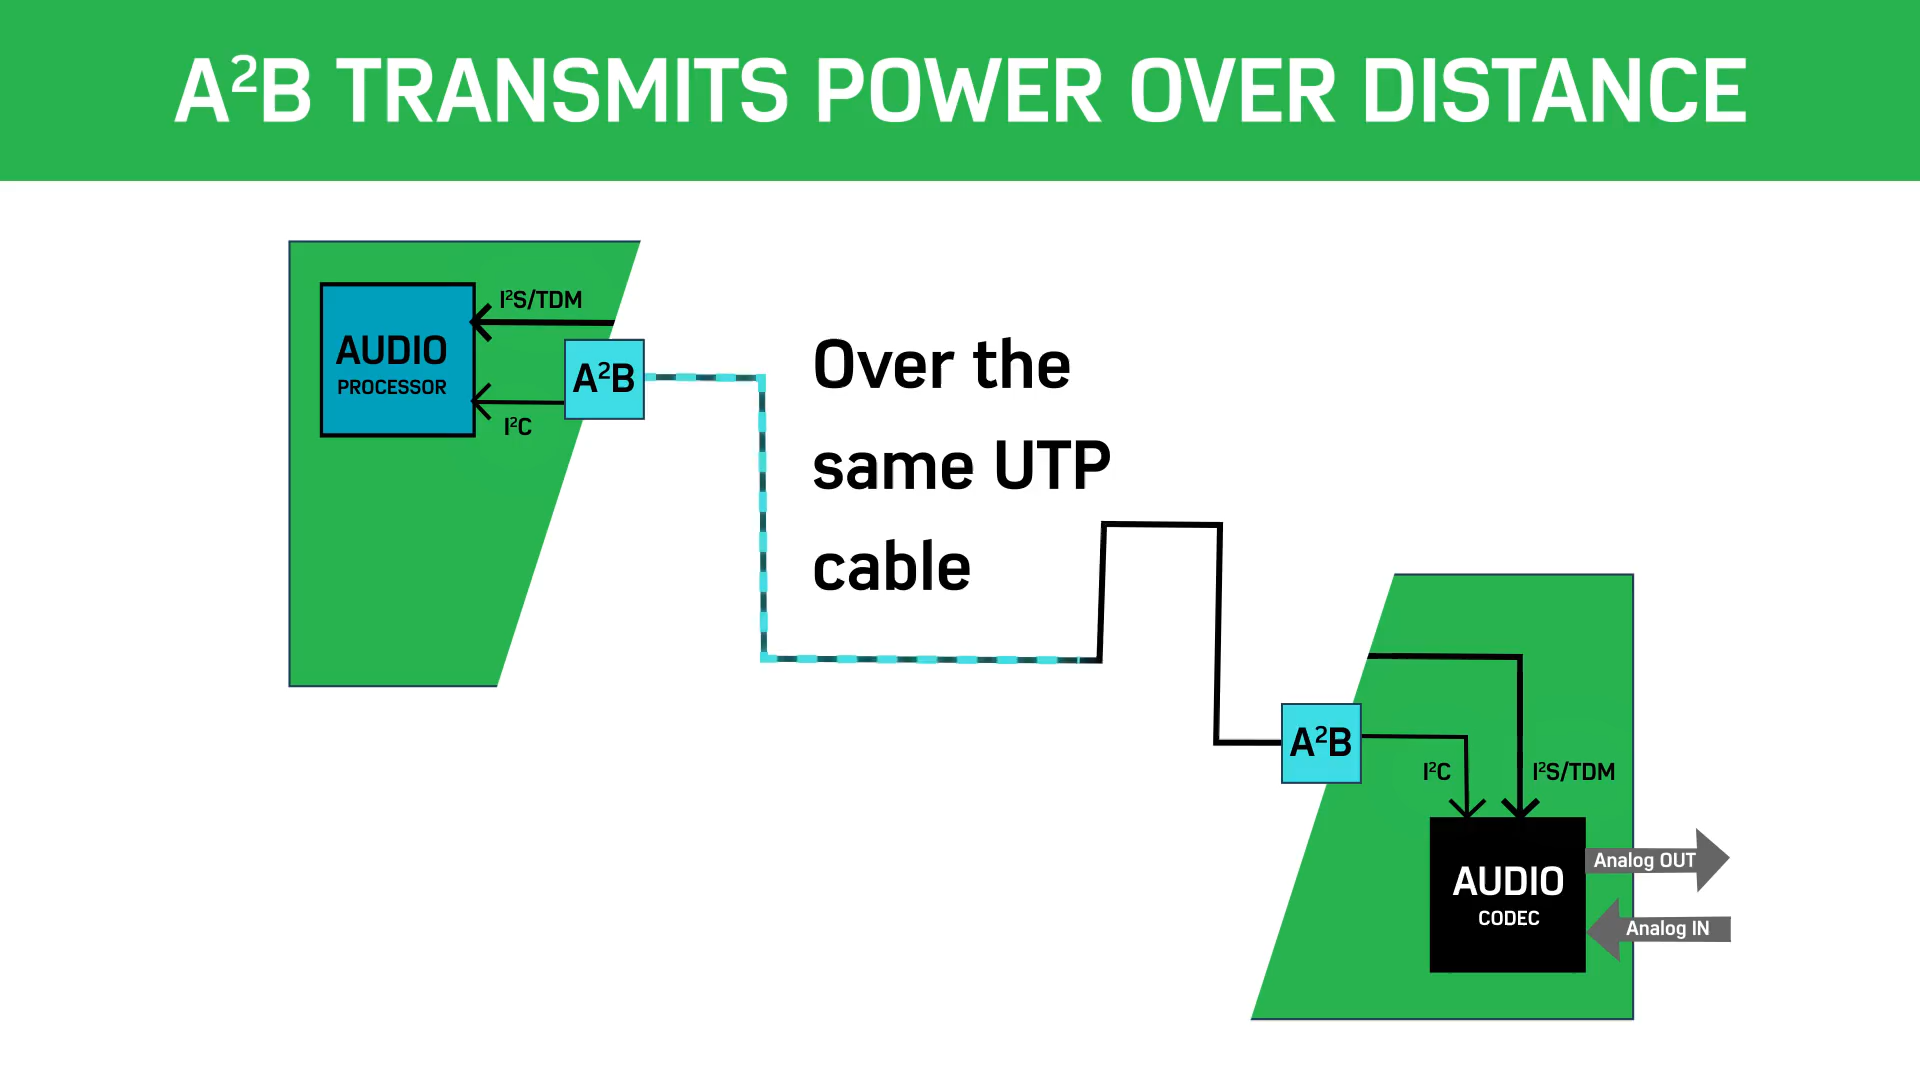 A²B TRANSMITS POWER OVER DISTANCE
I²S/TDM
AUDIO
PROCESSOR
A²B
I²C
Over the
same UTP
cable
A²B
I²C
I²S/TDM
AUDIO
CODEC
Analog OUT
Analog IN